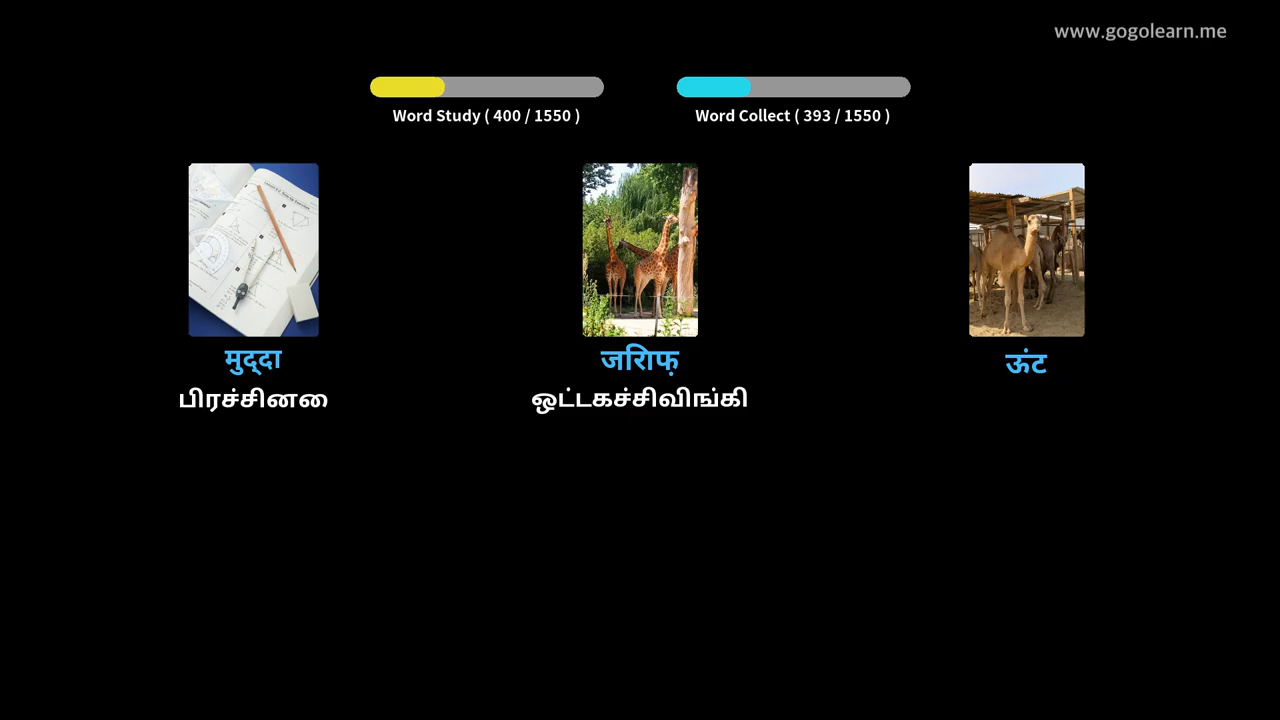 www.gogolearn.me
Word Study ( 400 / 1550 )
Word Collect ( 393 / 1550 )
मुद्दा
जिराफ़
ऊंट
பிரச்சினை
ஒட்டகச்சிவிங்கி